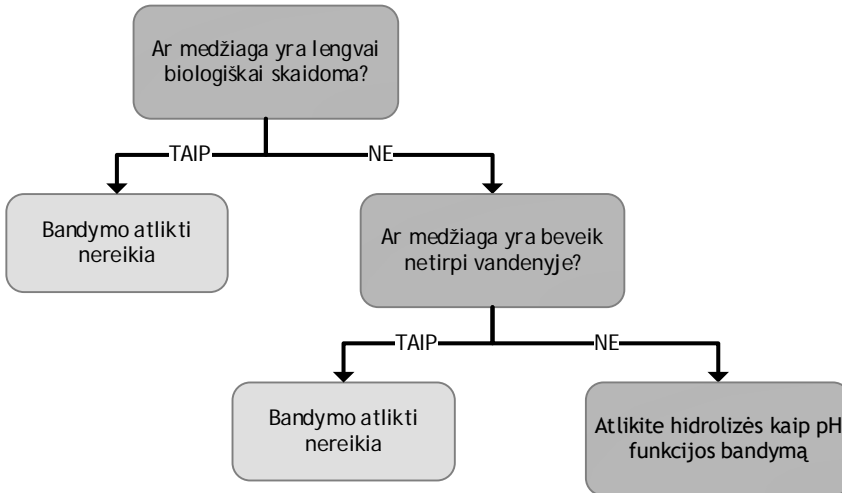 Ar medžiaga yra lengvai
biologiškai skaidoma?
TAIP
NE
Bandymo atlikti
nereikia
Ar medžiaga yra beveik
netirpi vandenyje?
TAIP
NE
Bandymo atlikti
nereikia
Atlikite hidrolizės kaip pH
funkcijos bandymą